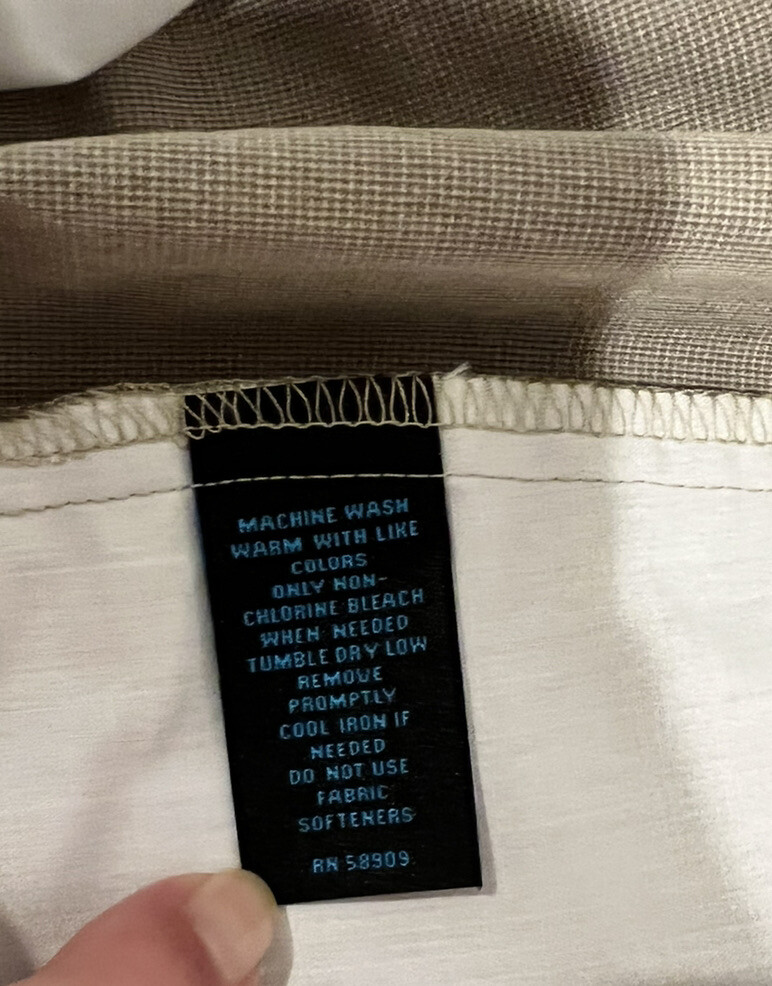 MACHINE WASH
WARM WITH LIKE
COLORS
ONLY NON-
CHLORINE BLEACH
WHEN NEEDED
TUMBLE DRY LOW
REMOVE
PROMPTLY
COOL IRON IF
NEEDED
DO NOT USE
FABRIC
SOFTENERS
RN 58909